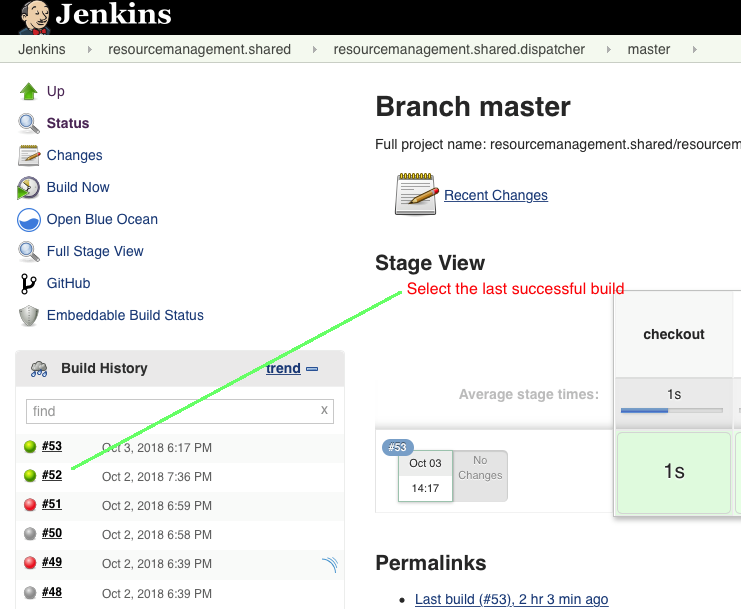 Jenkins
Jenkins resourcemanagement.shared resourcemanagement.shared.dispatcher master
Up
Status
Changes
Build Now
Open Blue Ocean
Full Stage View
GitHub
Embeddable Build Status
Build History trend
find x
#53 Oct 3, 2018 6:17 PM
#52 Oct 2, 2018 7:36 PM
#51 Oct 2, 2018 6:59 PM
#50 Oct 2, 2018 6:58 PM
#49 Oct 2, 2018 6:39 PM
#48 Oct 2, 2018 6:39 PM
Branch master
Full project name: resourcemanagement.shared/resourcem
Recent Changes
Stage View
Select the last successful build
checkout
Average stage times:
1s
#53
Oct 03
14:17
No
Changes
1s
Permalinks
Last build (#53), 2 hr 3 min ago